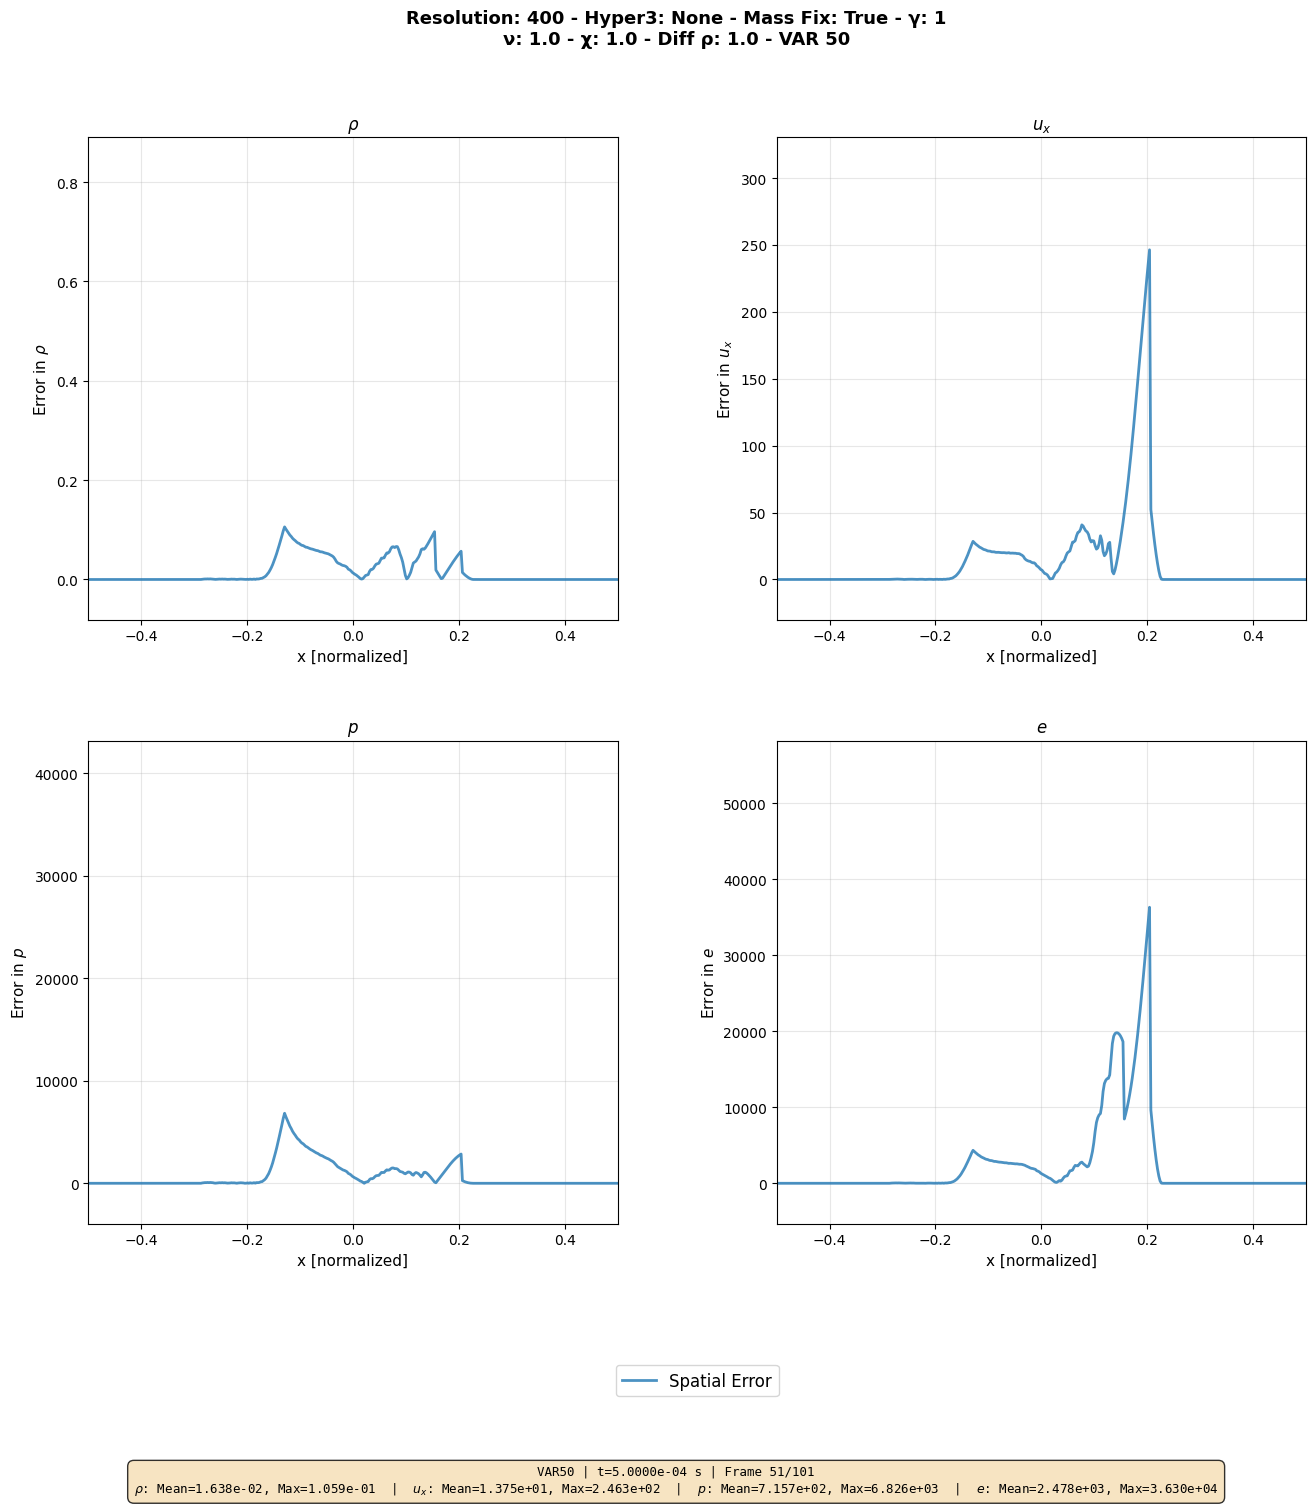 Resolution: 400 - Hyper3: None - Mass Fix: True - γ: 1
ν: 1.0 - χ: 1.0 - Diff ρ: 1.0 - VAR 50
ρ
Error in ρ
0.8
0.6
0.4
0.2
0.0
−0.4 −0.2 0.0 0.2 0.4
x [normalized]
u_x
Error in u_x
300
250
200
150
100
50
0
−0.4 −0.2 0.0 0.2 0.4
x [normalized]
p
Error in p
40000
30000
20000
10000
0
−0.4 −0.2 0.0 0.2 0.4
x [normalized]
e
Error in e
50000
40000
30000
20000
10000
0
−0.4 −0.2 0.0 0.2 0.4
x [normalized]
Spatial Error
VAR50 | t=5.0000e-04 s | Frame 51/101
ρ: Mean=1.638e-02, Max=1.059e-01 | u_x: Mean=1.375e+01, Max=2.463e+02 | p: Mean=7.157e+02, Max=6.826e+03 | e: Mean=2.478e+03, Max=3.630e+04